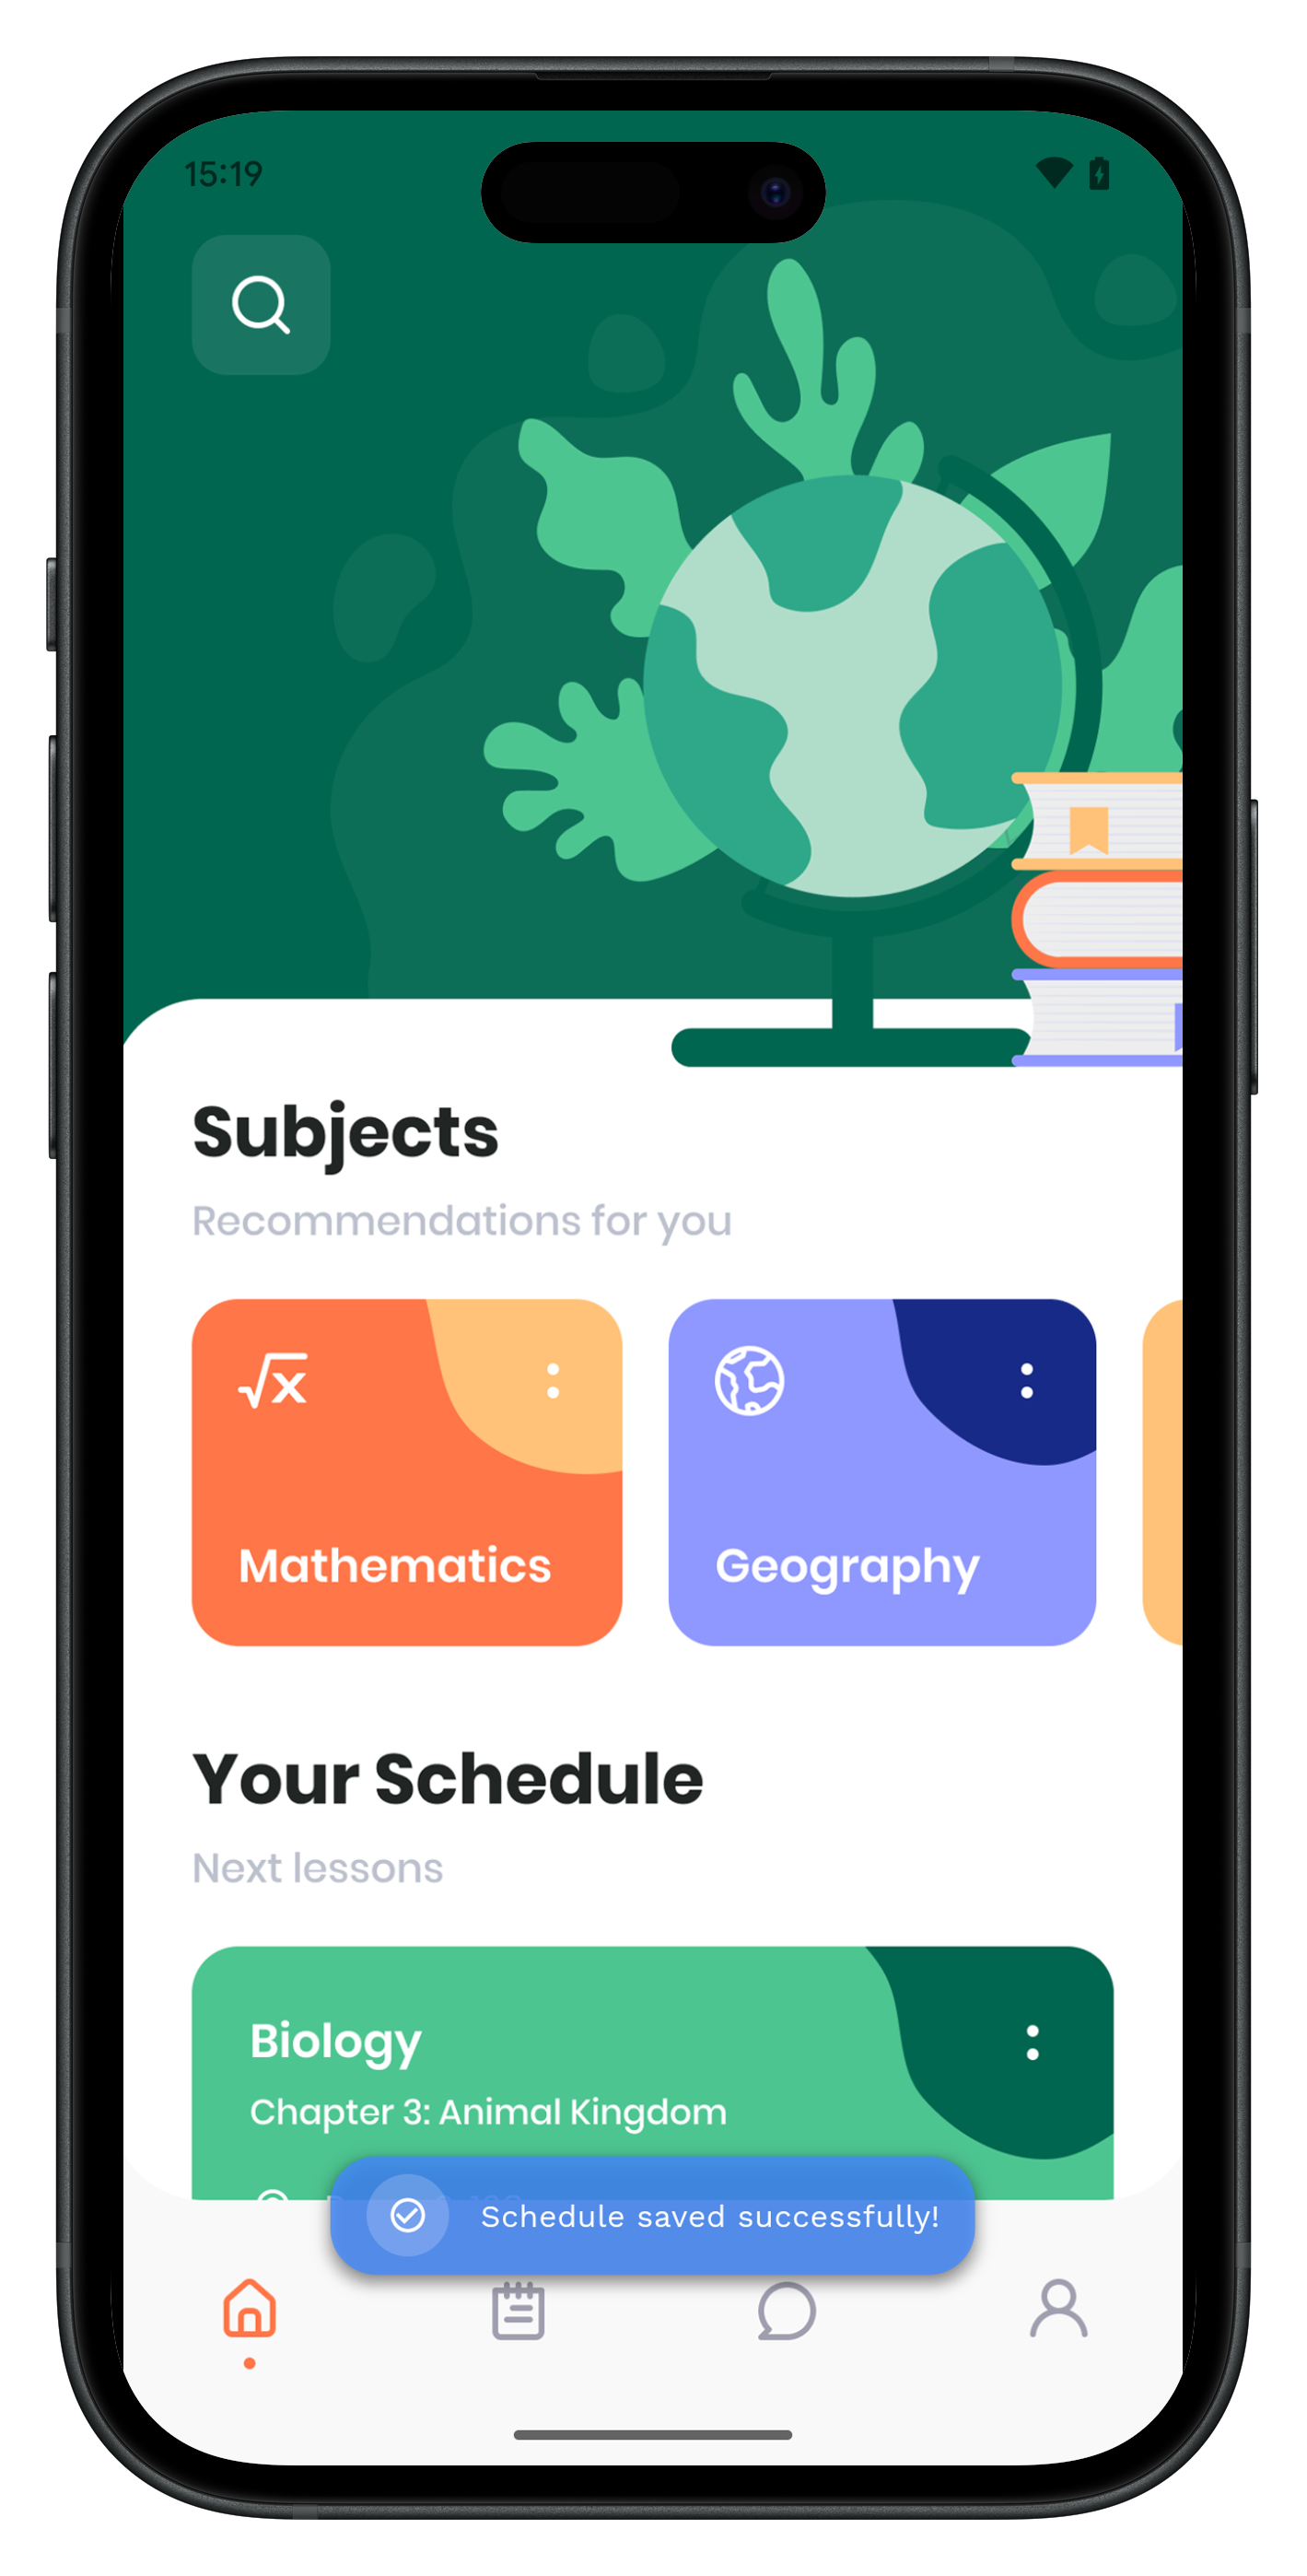 15:19
Subjects
Recommendations for you
Mathematics
Geography
Your Schedule
Next lessons
Biology
Chapter 3: Animal Kingdom
Schedule saved successfully!